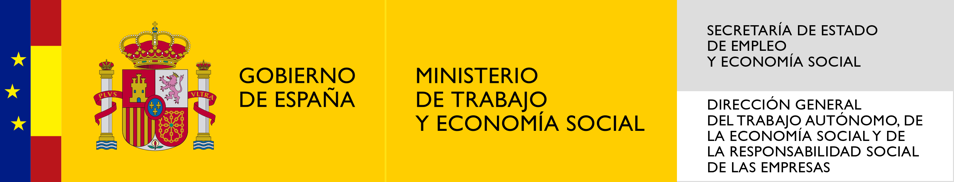 PLVS VLTRA
GOBIERNO
DE ESPAÑA
MINISTERIO
DE TRABAJO
Y ECONOMÍA SOCIAL
SECRETARÍA DE ESTADO
DE EMPLEO
Y ECONOMÍA SOCIAL
DIRECCIÓN GENERAL
DEL TRABAJO AUTÓNOMO, DE
LA ECONOMÍA SOCIAL Y DE
LA RESPONSABILIDAD SOCIAL
DE LAS EMPRESAS